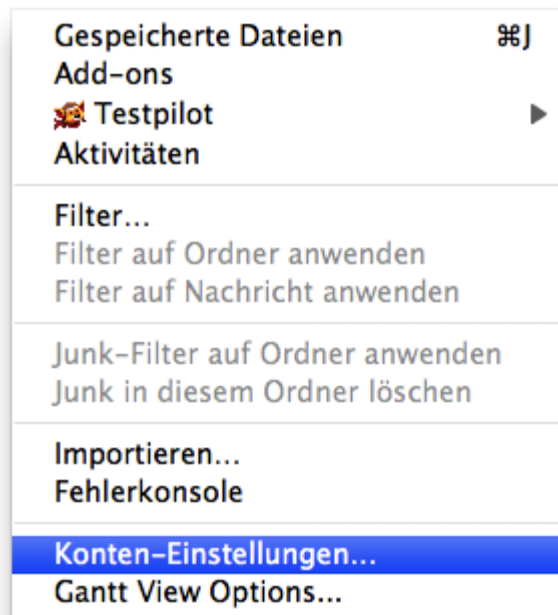 Gespeicherte Dateien ⌘J
Add-ons
Testpilot
Aktivitäten
Filter...
Filter auf Ordner anwenden
Filter auf Nachricht anwenden
Junk-Filter auf Ordner anwenden
Junk in diesem Ordner löschen
Importieren...
Fehlerkonsole
Konten-Einstellungen...
Gantt View Options...